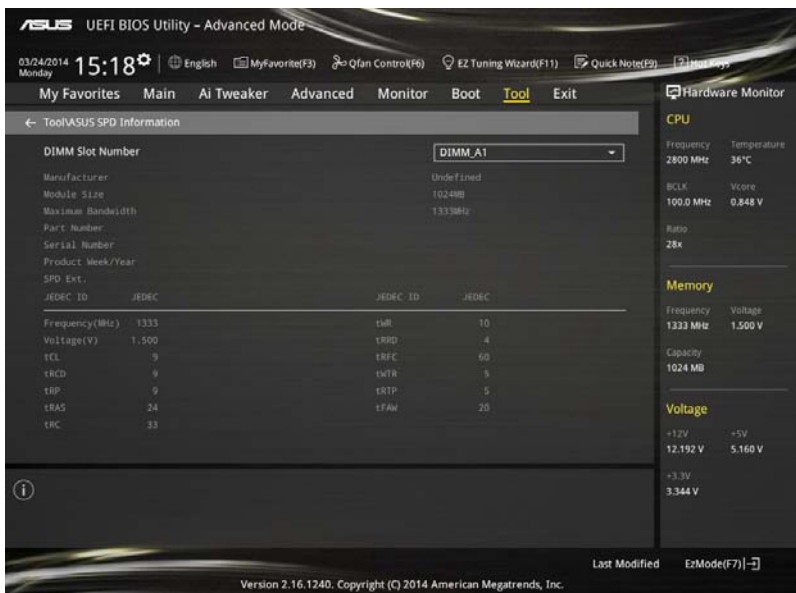 ASUS UEFI BIOS Utility – Advanced Mode
03/24/2014 Monday 15:18 English MyFavorite(F3) Qfan Control(F6) EZ Tuning Wizard(F11) Quick Note(F9) Hot Keys
My Favorites Main Ai Tweaker Advanced Monitor Boot Tool Exit
← Tool\ASUS SPD Information
DIMM Slot Number DIMM_A1
Manufacturer Undefined
Module Size 1024MB
Maximum Bandwidth 1333MHz
Part Number
Serial Number
Product Week/Year
SPD Ext.
JEDEC ID JEDEC JEDEC ID JEDEC
Frequency(MHz) 1333 tWR 10
Voltage(V) 1.500 tRRD 4
tCL 9 tRFC 60
tRCD 9 tWTR 5
tRP 9 tRTP 5
tRAS 24 tFAW 20
tRC 33
Hardware Monitor
CPU
Frequency Temperature
2800 MHz 36°C
BCLK Vcore
100.0 MHz 0.848 V
Ratio
28x
Memory
Frequency Voltage
1333 MHz 1.500 V
Capacity
1024 MB
Voltage
+12V +5V
12.192 V 5.160 V
+3.3V
3.344 V
Last Modified EzMode(F7)
Version 2.16.1240. Copyright (C) 2014 American Megatrends, Inc.